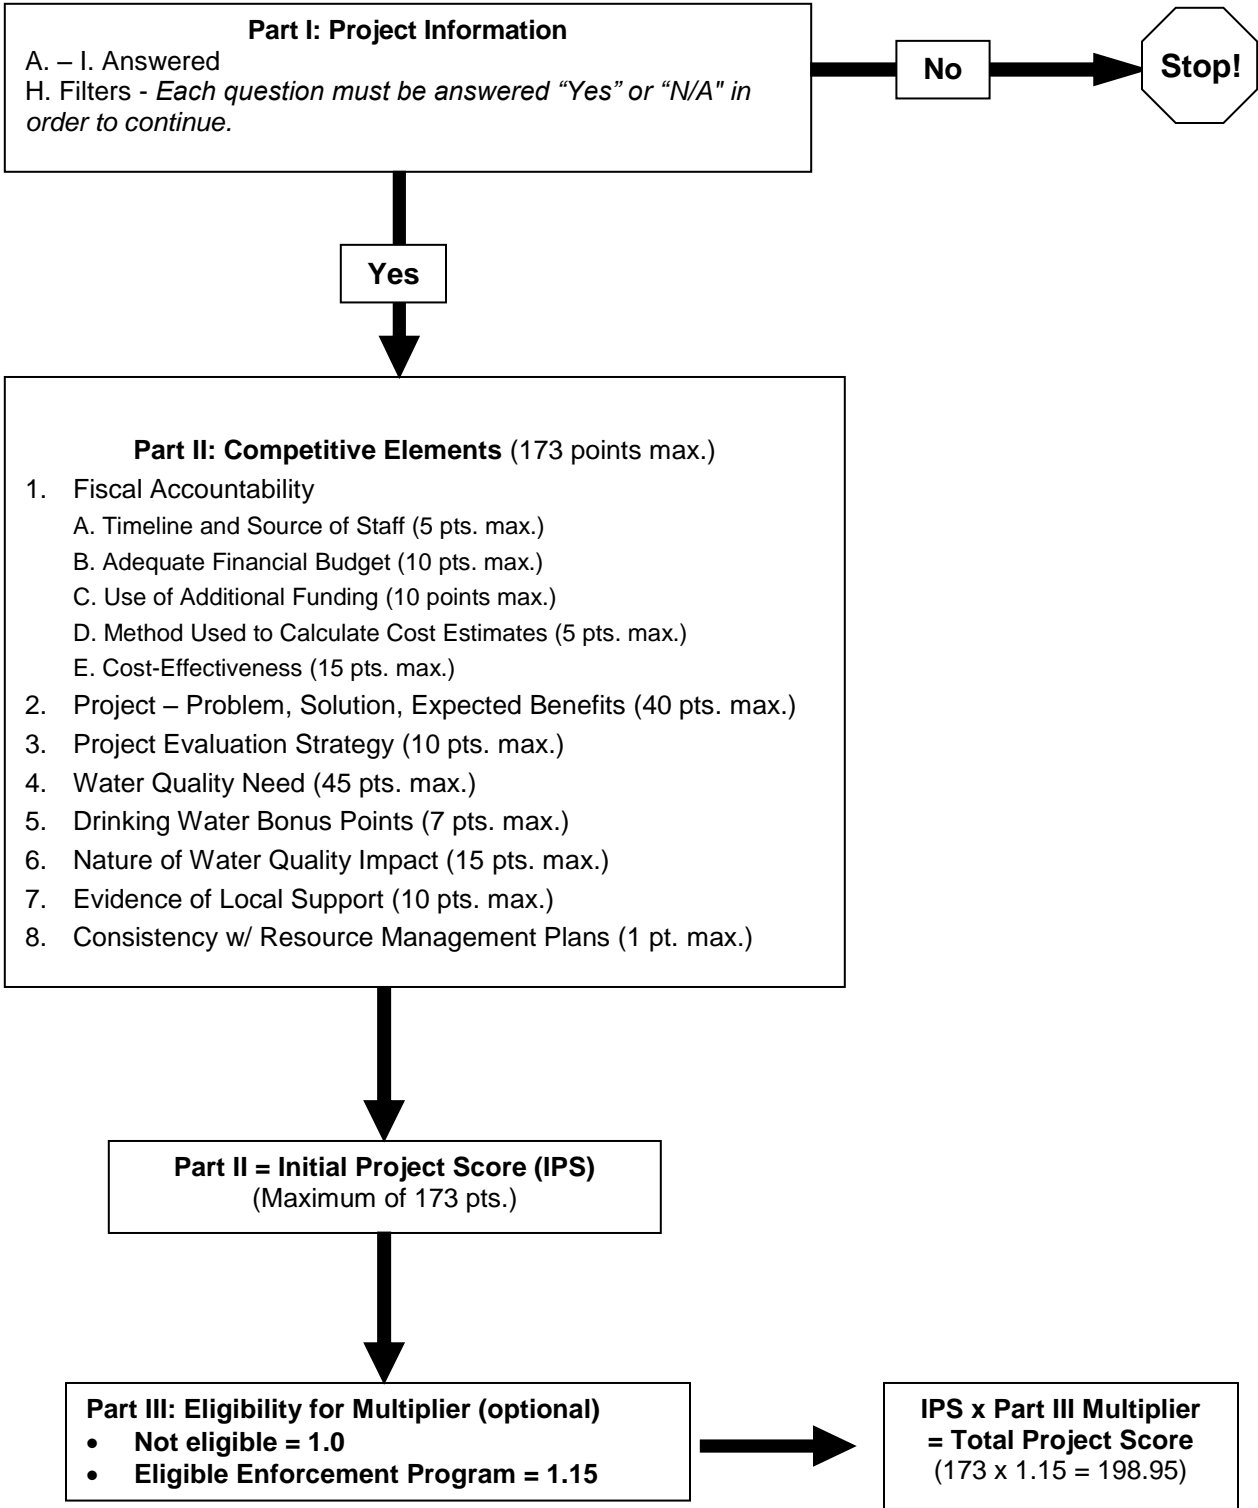 Part I: Project Information
A. – I. Answered
H. Filters - Each question must be answered “Yes” or “N/A" in
order to continue.
No
Stop!
Yes
Part II: Competitive Elements (173 points max.)
1. Fiscal Accountability
A. Timeline and Source of Staff (5 pts. max.)
B. Adequate Financial Budget (10 pts. max.)
C. Use of Additional Funding (10 points max.)
D. Method Used to Calculate Cost Estimates (5 pts. max.)
E. Cost-Effectiveness (15 pts. max.)
2. Project – Problem, Solution, Expected Benefits (40 pts. max.)
3. Project Evaluation Strategy (10 pts. max.)
4. Water Quality Need (45 pts. max.)
5. Drinking Water Bonus Points (7 pts. max.)
6. Nature of Water Quality Impact (15 pts. max.)
7. Evidence of Local Support (10 pts. max.)
8. Consistency w/ Resource Management Plans (1 pt. max.)
Part II = Initial Project Score (IPS)
(Maximum of 173 pts.)
Part III: Eligibility for Multiplier (optional)
• Not eligible = 1.0
• Eligible Enforcement Program = 1.15
IPS x Part III Multiplier
= Total Project Score
(173 x 1.15 = 198.95)